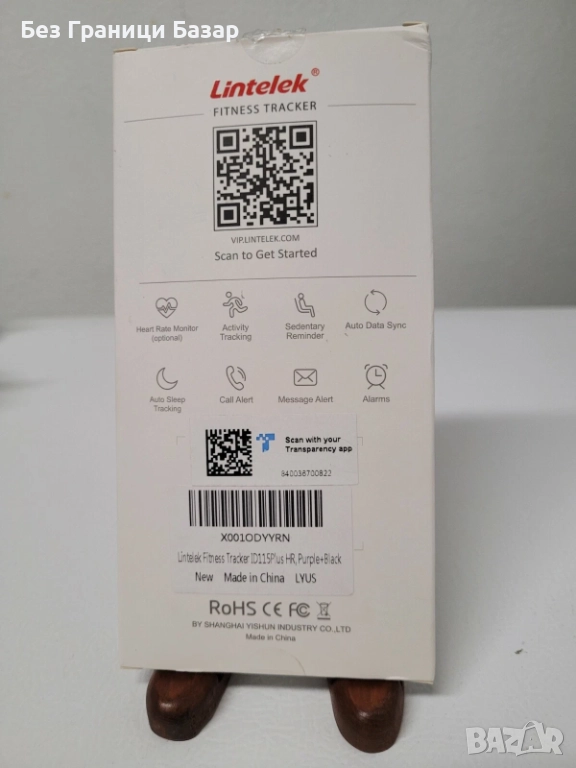 Без Граници Базар
Lintelek®
FITNESS TRACKER
VIP.LINTELEK.COM
Scan to Get Started
Heart Rate Monitor
(optional)
Activity
Tracking
Sedentary
Reminder
Auto Data Sync
Auto Sleep
Tracking
Call Alert
Message Alert
Alarms
Scan with your
Transparency app
340038700822
X001ODYYRN
Lintelek Fitness Tracker ID115Plus HR, Purple+Black
New Made in China LYUS
RoHS CE FC
BY SHANGHAI YISHUN INDUSTRY CO.,LTD
Made in China
BAZAR